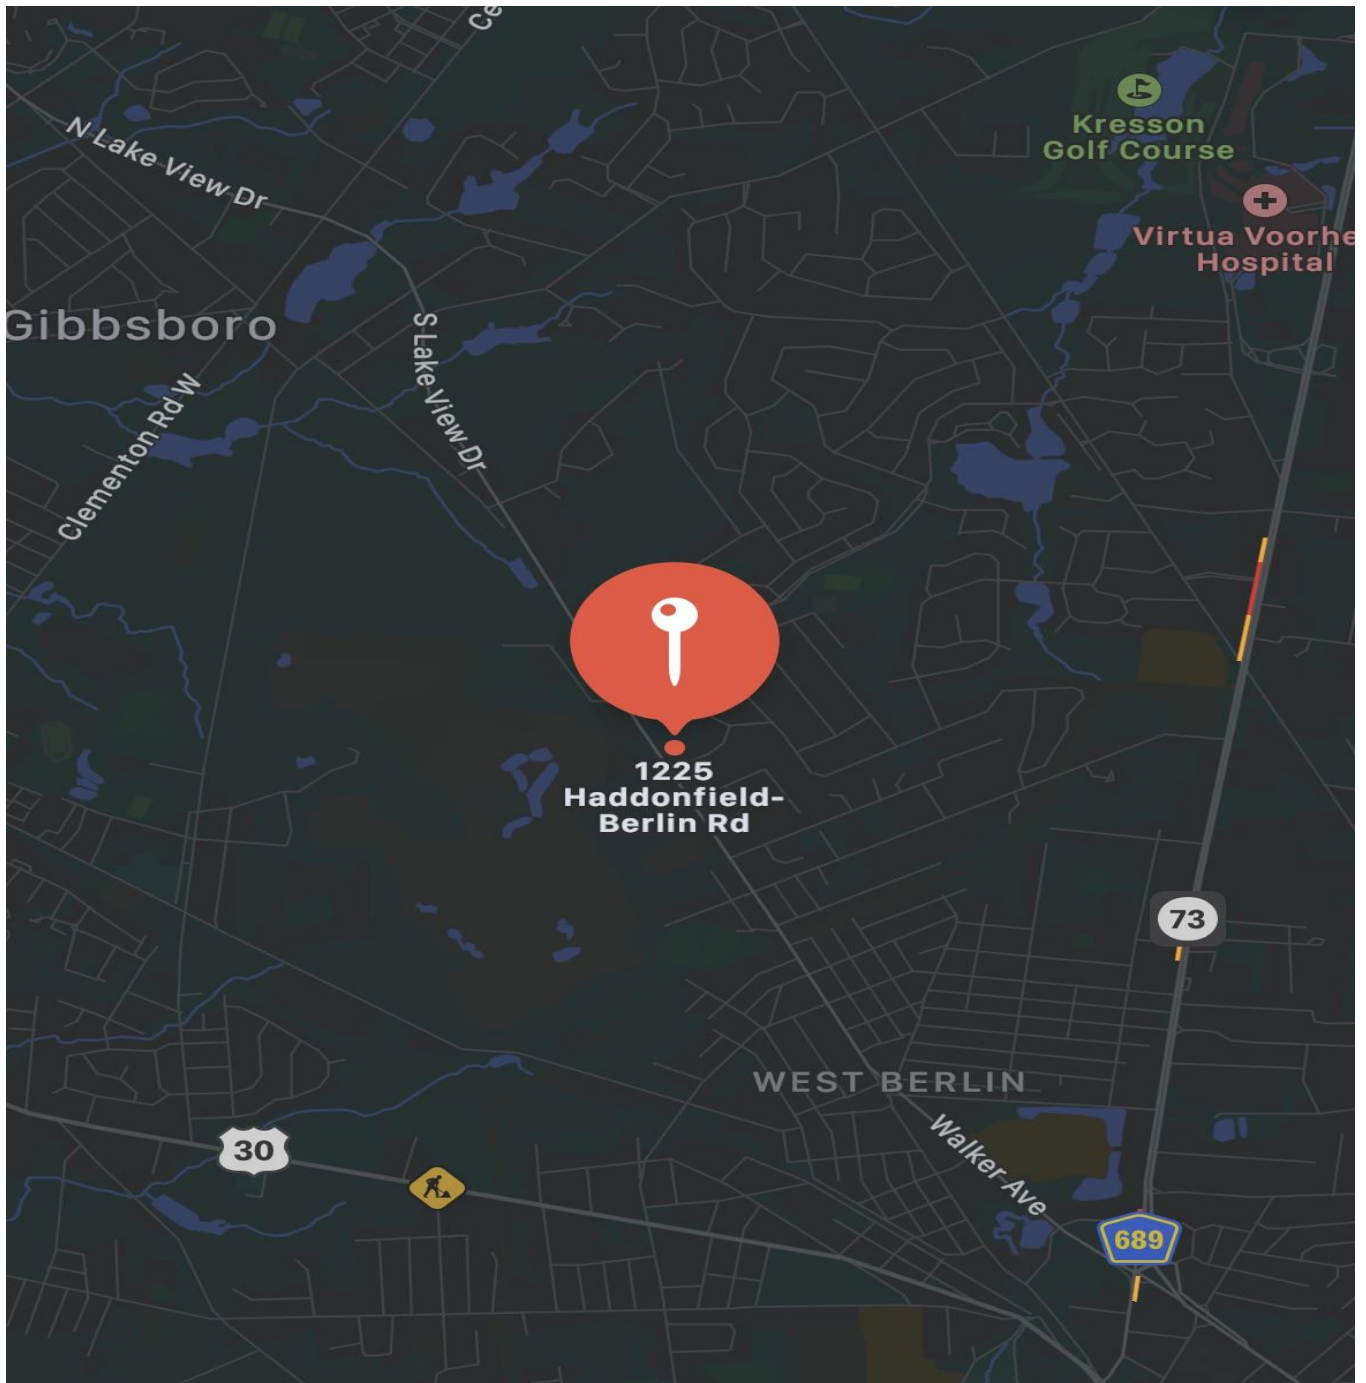 Ce
N Lake View Dr
Kresson
Golf Course
Virtua Voorhe
Hospital
Gibbsboro
S Lake View Dr
Clementon Rd W
1225
Haddonfield-
Berlin Rd
73
WEST BERLIN
Walker Ave
30
689